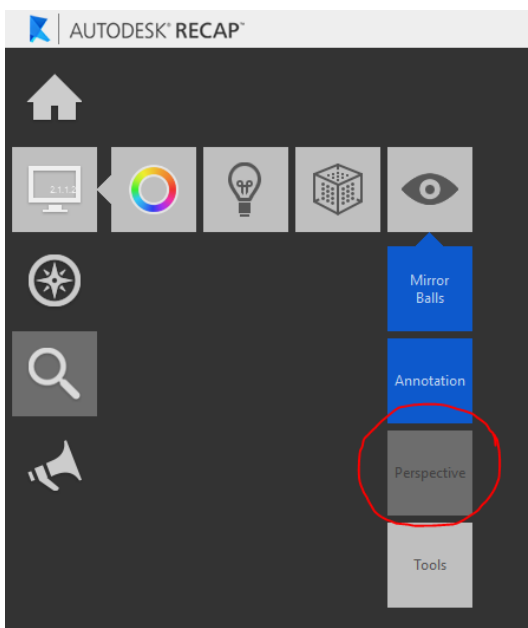 AUTODESK® RECAP™
2.1.1.2
Mirror
Balls
Annotation
Perspective
Tools